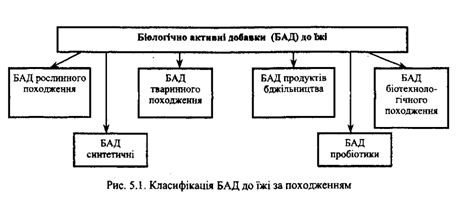 Біологічно активні добавки (БАД) до їжі
БАД рослинного
походження
БАД
тваринного
походження
БАД продуктів
бджільництва
БАД
біотехноло-
гічного
походження
БАД
синтетичні
БАД
пробіотики
Рис. 5.1. Класифікація БАД до їжі за походженням